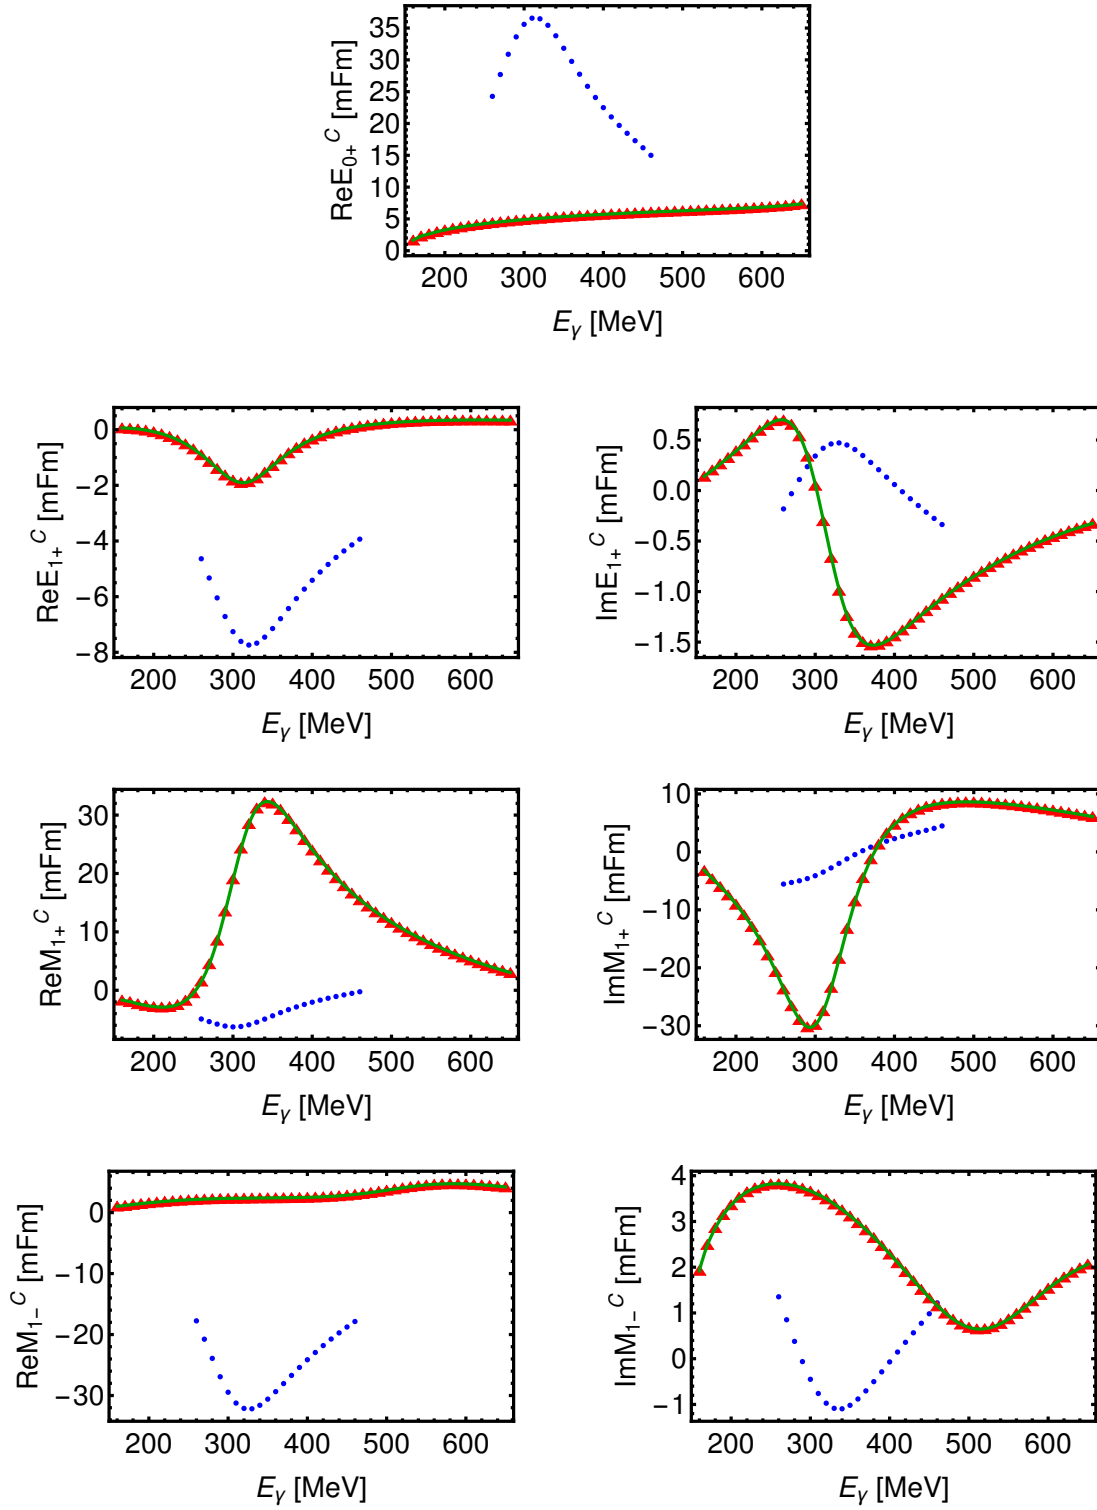 35
30
25
20
15
10
5
0
ReE₀₊ᶜ [mFm]
200 300 400 500 600
Eᵧ [MeV]
0
−2
−4
−6
−8
ReE₁₊ᶜ [mFm]
200 300 400 500 600
Eᵧ [MeV]
0.5
0.0
−0.5
−1.0
−1.5
ImE₁₊ᶜ [mFm]
200 300 400 500 600
Eᵧ [MeV]
30
20
10
0
ReM₁₊ᶜ [mFm]
200 300 400 500 600
Eᵧ [MeV]
10
0
−10
−20
−30
ImM₁₊ᶜ [mFm]
200 300 400 500 600
Eᵧ [MeV]
0
−10
−20
−30
ReM₁₋ᶜ [mFm]
200 300 400 500 600
Eᵧ [MeV]
4
3
2
1
0
−1
ImM₁₋ᶜ [mFm]
200 300 400 500 600
Eᵧ [MeV]